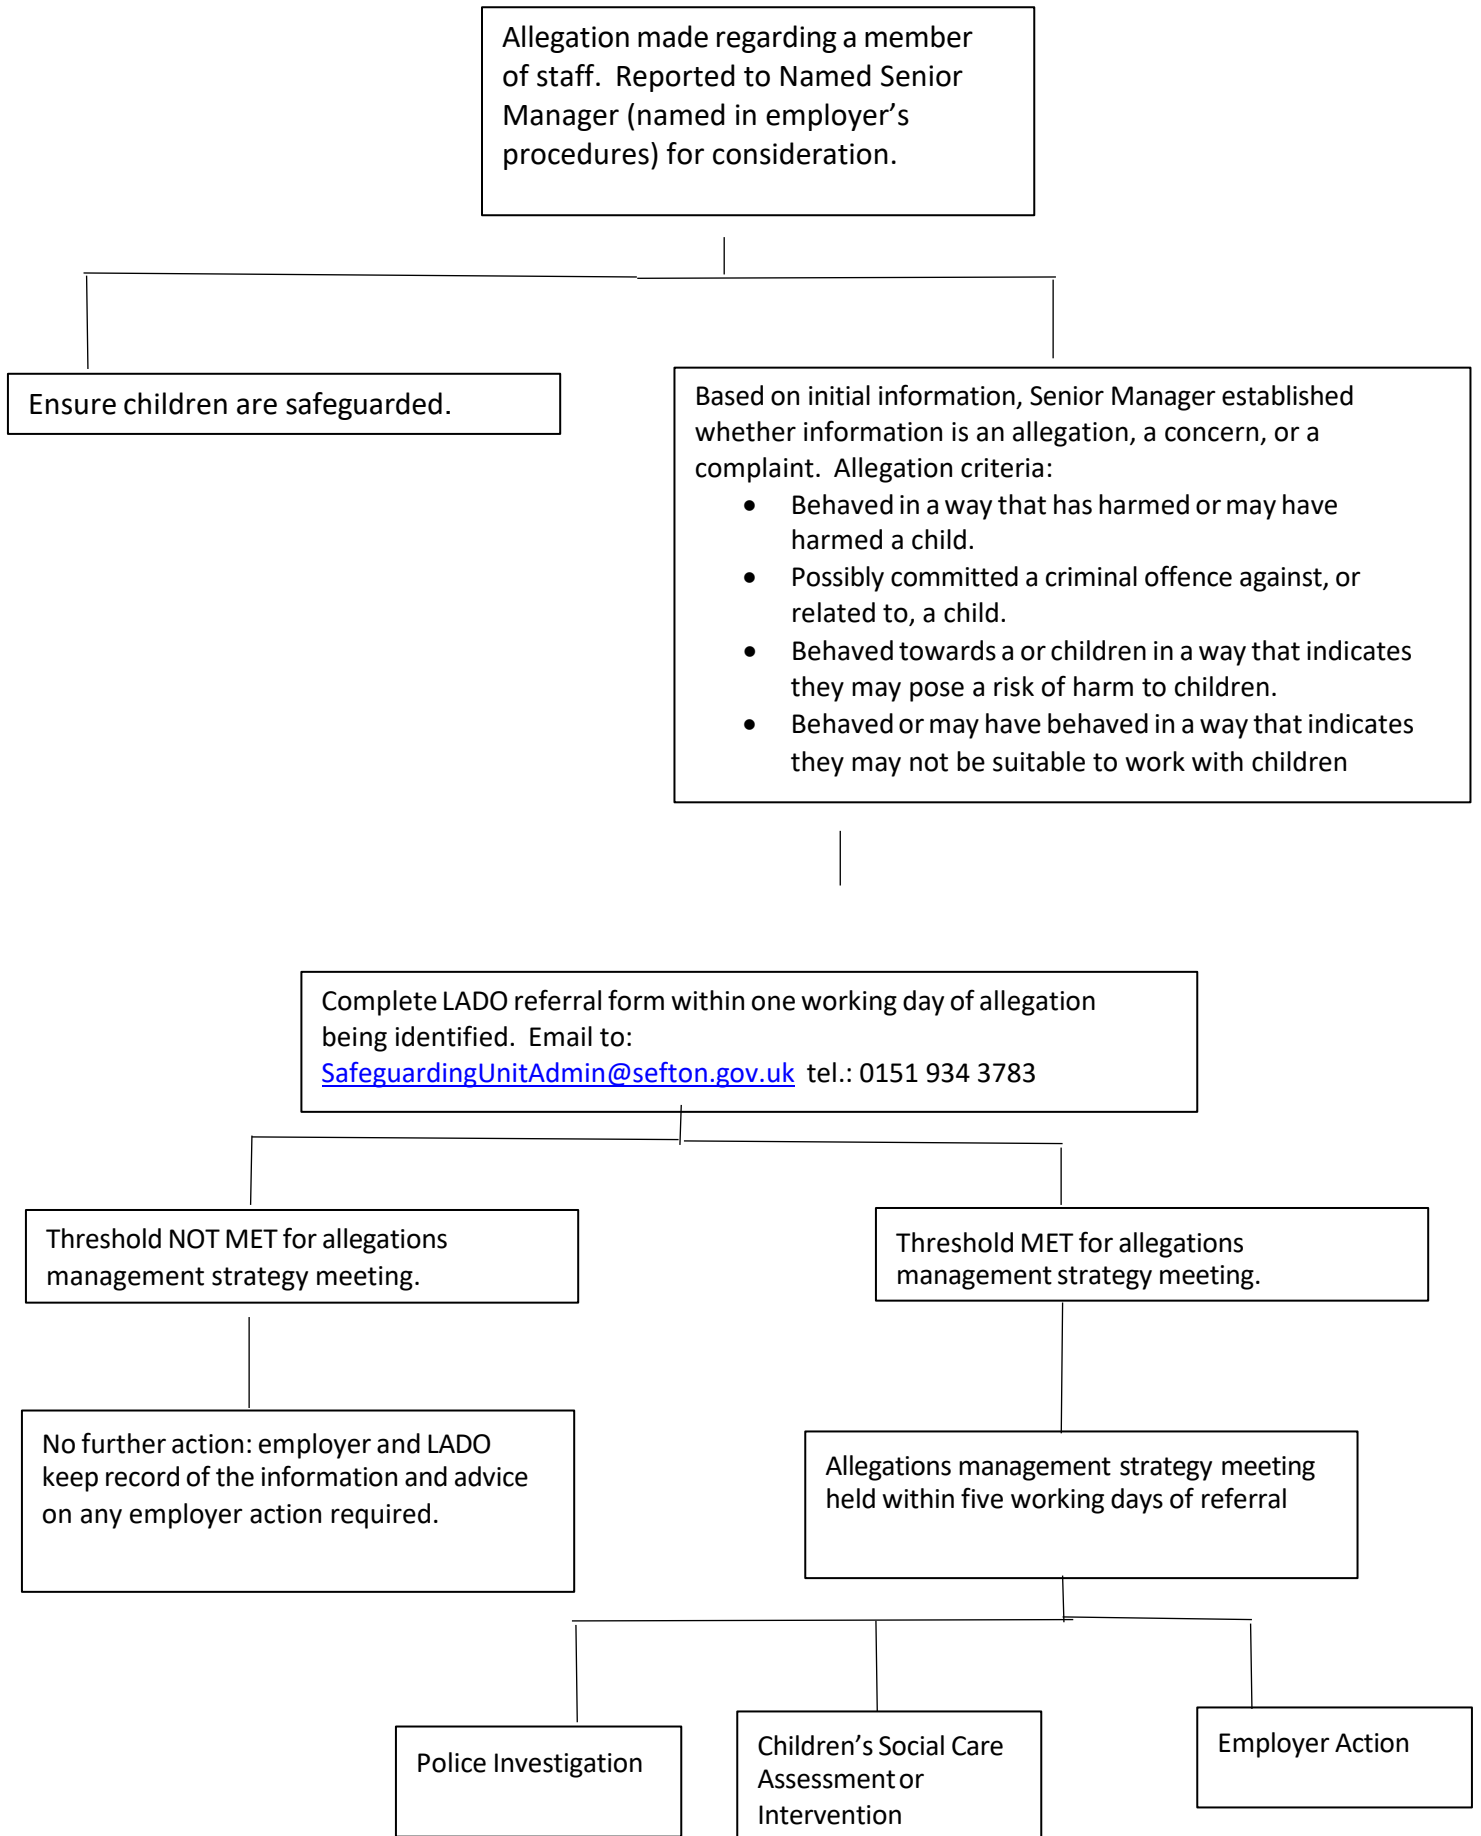 Allegation made regarding a member
of staff.  Reported to Named Senior
Manager (named in employer’s
procedures) for consideration.
Ensure children are safeguarded.
Based on initial information, Senior Manager established
whether information is an allegation, a concern, or a
complaint.  Allegation criteria:
• Behaved in a way that has harmed or may have
harmed a child.
• Possibly committed a criminal offence against, or
related to, a child.
• Behaved towards a or children in a way that indicates
they may pose a risk of harm to children.
• Behaved or may have behaved in a way that indicates
they may not be suitable to work with children
Complete LADO referral form within one working day of allegation
being identified.  Email to:
SafeguardingUnitAdmin@sefton.gov.uk  tel.: 0151 934 3783
Threshold NOT MET for allegations
management strategy meeting.
Threshold MET for allegations
management strategy meeting.
No further action: employer and LADO
keep record of the information and advice
on any employer action required.
Allegations management strategy meeting
held within five working days of referral
Police Investigation
Children’s Social Care
Assessment or
Intervention
Employer Action